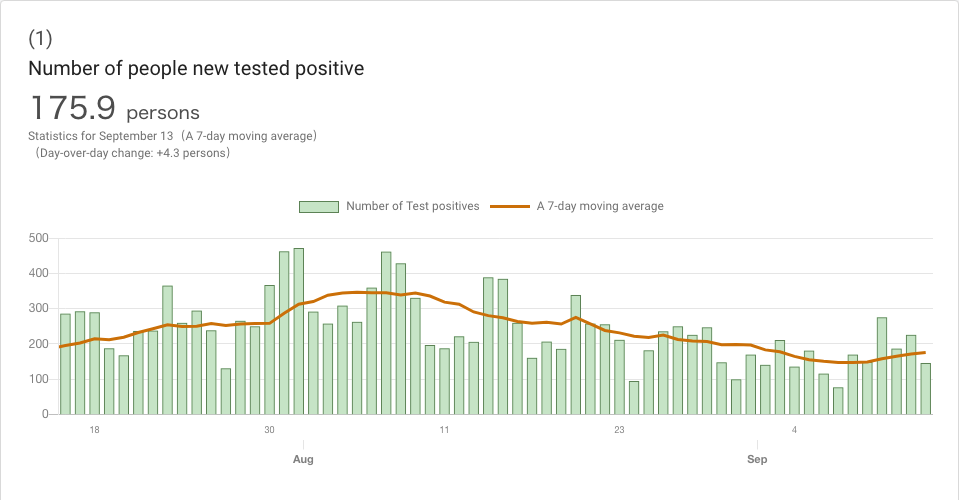 (1)
Number of people new tested positive
175.9 persons
Statistics for September 13（A 7-day moving average）
（Day-over-day change: +4.3 persons）
Number of Test positives A 7-day moving average
500
400
300
200
100
0
18 30 11 23 4
Aug Sep